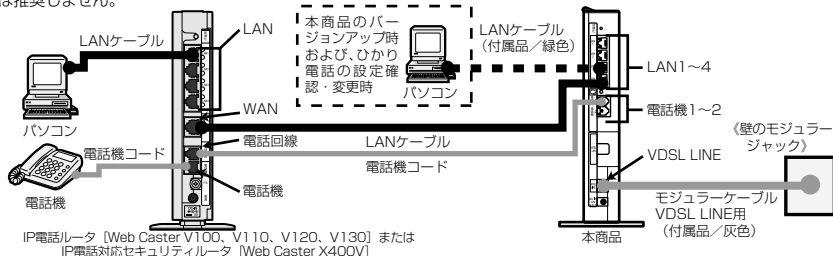 は推奨しません。
LANケーブル
LAN
本商品のバー
ジョンアップ時
および、ひかり
電話の設定確
認・変更時
パソコン
LANケーブル
（付属品／緑色）
LAN1～4
パソコン
WAN
電話回線
LANケーブル
電話機1～2
《壁のモジュラー
ジャック》
電話機コード
電話機コード
VDSL LINE
電話機
電話機
モジュラーケーブル
VDSL LINE用
（付属品／灰色）
本商品
IP電話ルータ［Web Caster V100、V110、V120、V130］または
IP電話対応セキュリティルータ［Web Caster X400V］